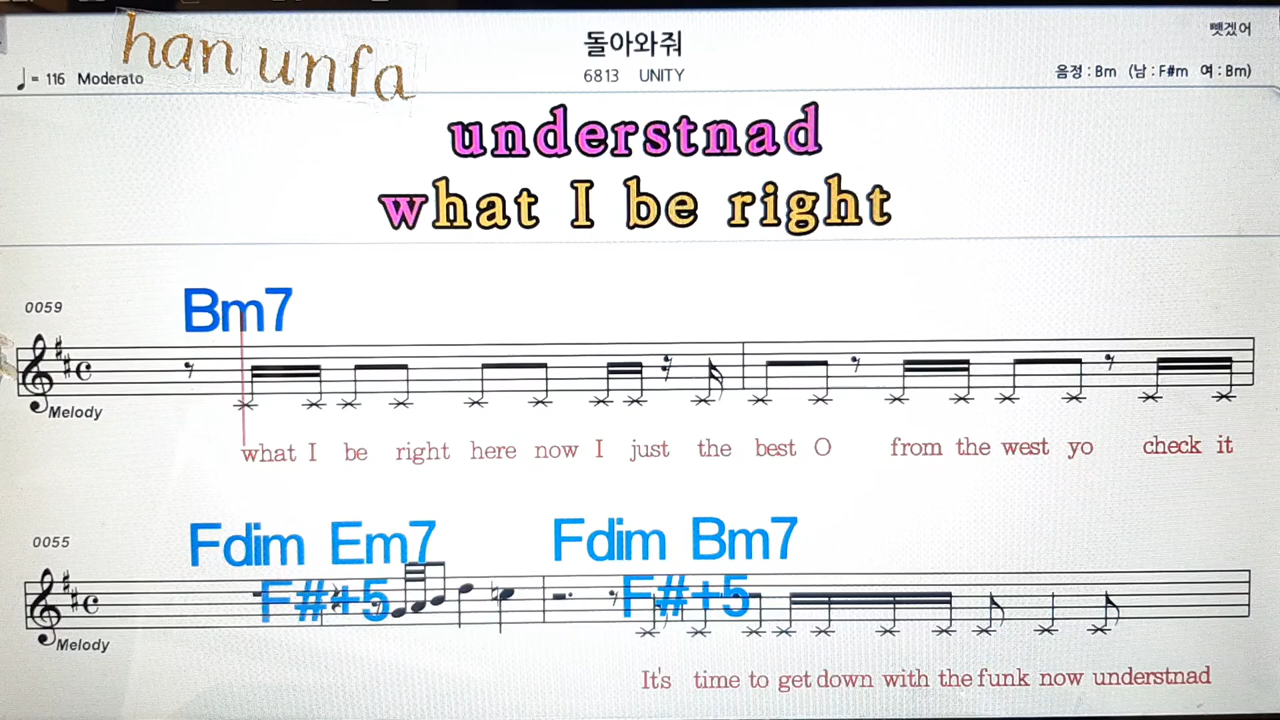 han unfa
돌아와줘
뺏겠어
♩= 116 Moderato
6813 UNITY
음정 : Bm (남 : F#m 여 : Bm)
understnad
what I be right
0059
Bm7
Melody
what I be right here now I just the best O from the west yo check it
0055
Fdim Em7 Fdim Bm7
F#+5 F#+5
Melody
It's time to get down with the funk now understnad